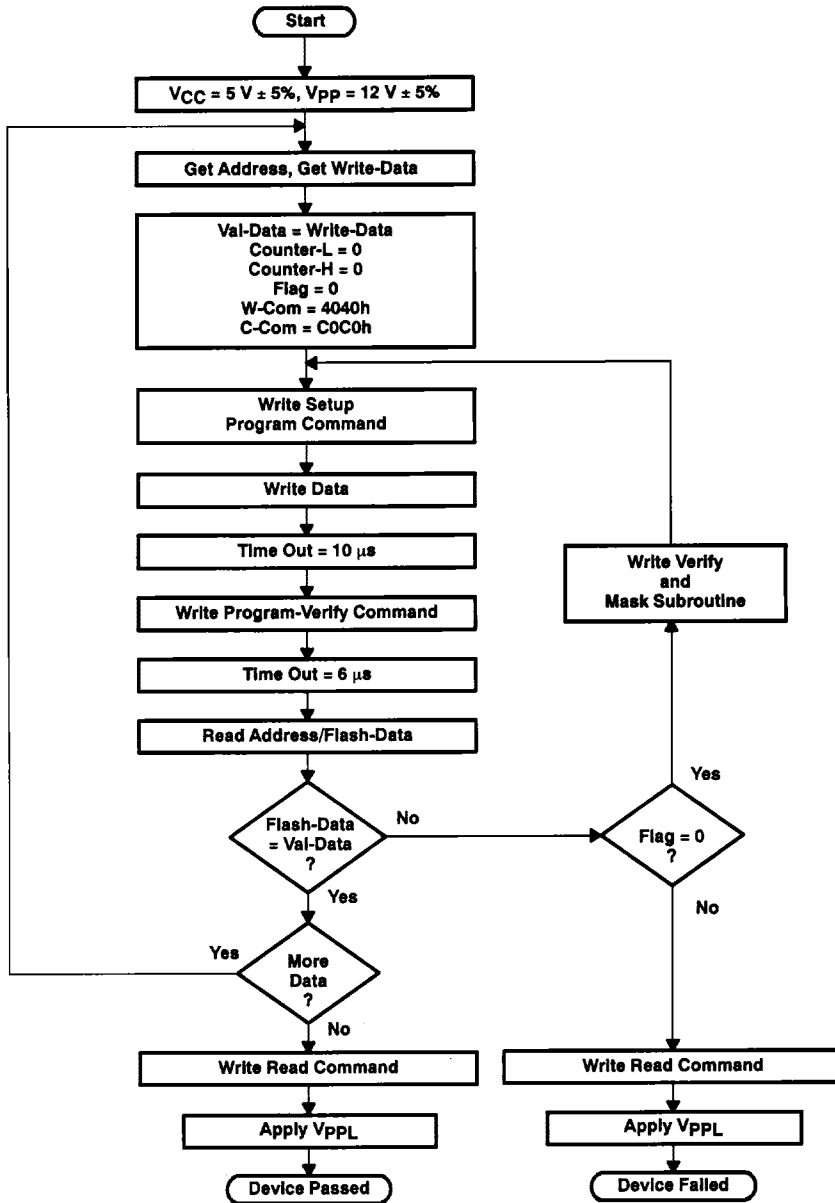 Start
VCC = 5 V ± 5%, VPP = 12 V ± 5%
Get Address, Get Write-Data
Val-Data = Write-Data
Counter-L = 0
Counter-H = 0
Flag = 0
W-Com = 4040h
C-Com = C0C0h
Write Setup
Program Command
Write Data
Time Out = 10 μs
Write Program-Verify Command
Time Out = 6 μs
Read Address/Flash-Data
Flash-Data
= Val-Data
?
No
Yes
More
Data
?
Yes
No
Write Read Command
Apply VPPL
Device Passed
Write Verify
and
Mask Subroutine
Yes
Flag = 0
?
No
Write Read Command
Apply VPPL
Device Failed